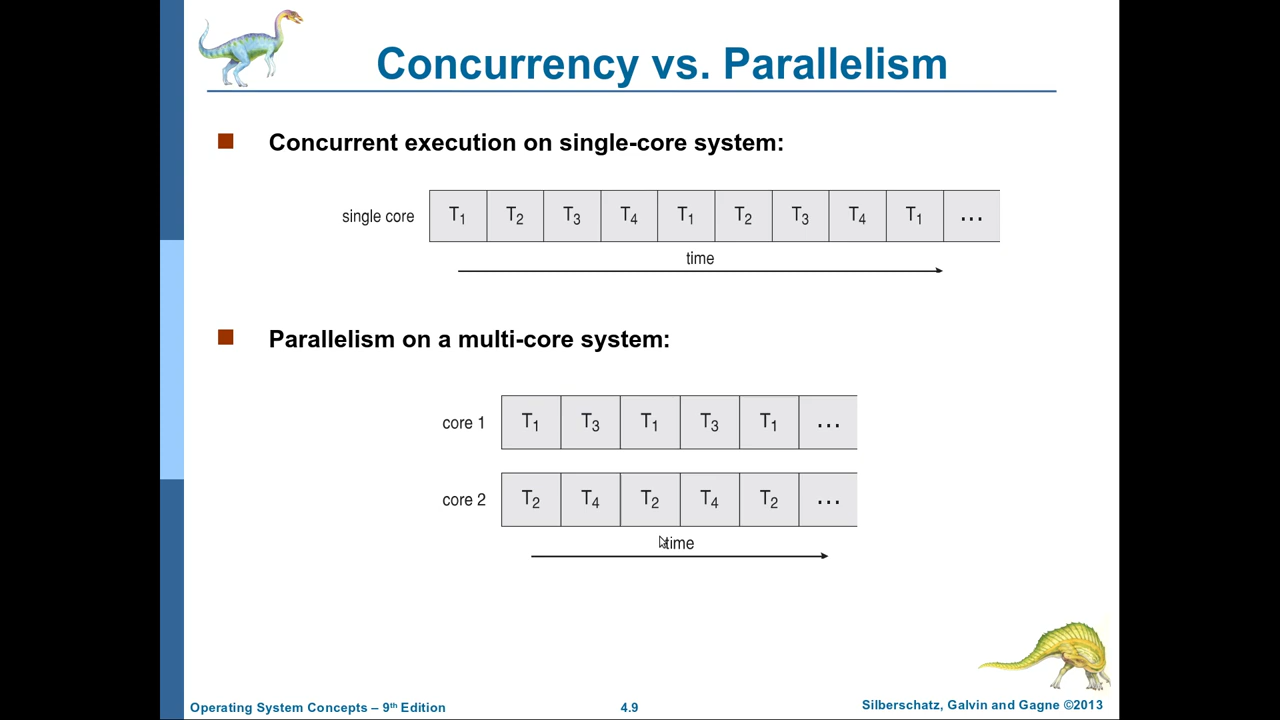 Concurrency vs. Parallelism
Concurrent execution on single-core system:
single core T₁ T₂ T₃ T₄ T₁ T₂ T₃ T₄ T₁ ...
time
Parallelism on a multi-core system:
core 1 T₁ T₃ T₁ T₃ T₁ ...
core 2 T₂ T₄ T₂ T₄ T₂ ...
time
Operating System Concepts – 9th Edition 4.9 Silberschatz, Galvin and Gagne ©2013